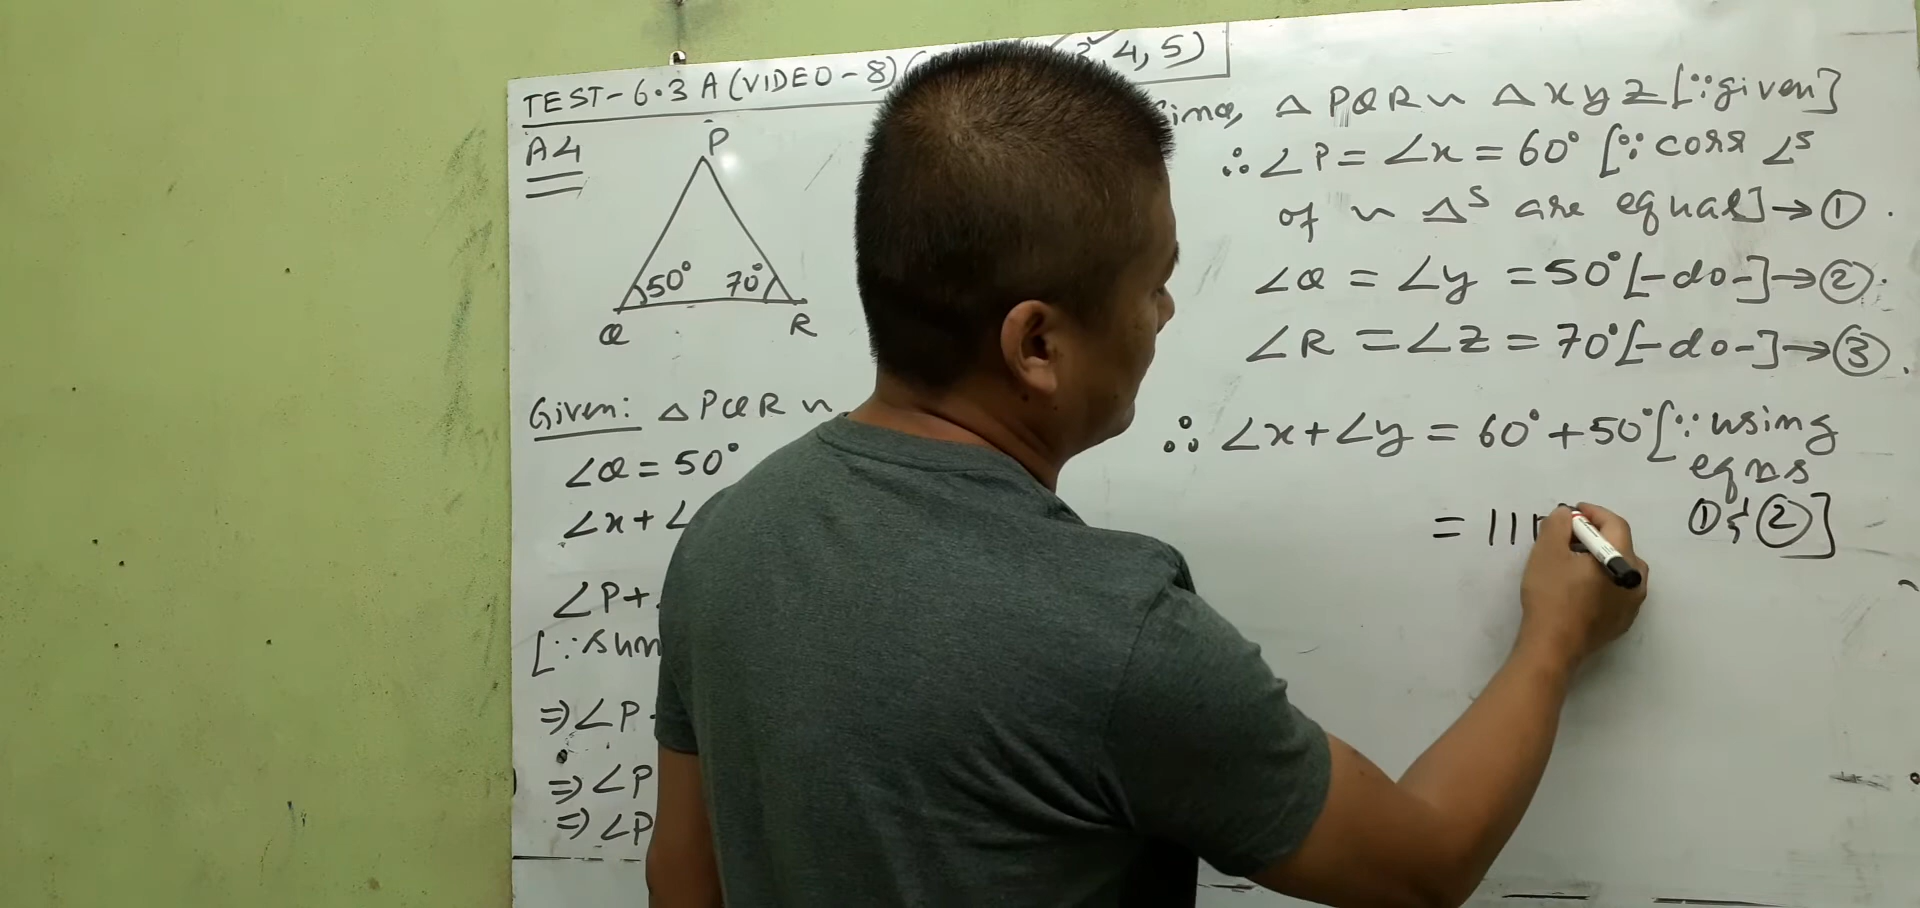 TEST-6.3 A (VIDEO-8) ( 4, 5)
A4
P
50° 70°
Q R
Given: △PQR ~
∠Q = 50°
∠x + ∠
∠P +
[∵ sum
⇒ ∠P
⇒ ∠P
⇒ ∠P
△PQR ~ △xyz [∵ given]
∴ ∠P = ∠x = 60° [∵ corr ∠s
of ~ △s are equal] → ①.
∠Q = ∠y = 50° [-do-] → ②.
∠R = ∠z = 70° [-do-] → ③.
∴ ∠x + ∠y = 60° + 50° [∵ using
eqns
= 11 ① & ②]